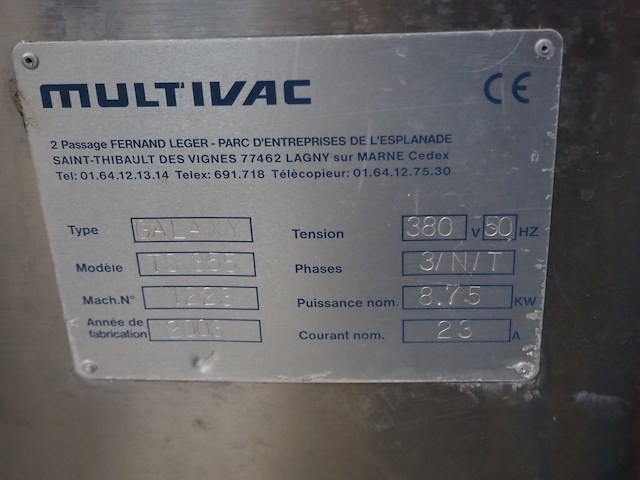 MULTIVAC CE
2 Passage FERNAND LEGER - PARC D'ENTREPRISES DE L'ESPLANADE
SAINT-THIBAULT DES VIGNES 77462 LAGNY sur MARNE Cedex
Tel: 01.64.12.13.14 Telex: 691.718 Télécopieur: 01.64.12.75.30
Type GALAXY Tension 380 V 50 HZ
Modèle Phases 3/N/T
Mach.N° 1223 Puissance nom. 8.75 KW
Année de fabrication Courant nom. 23 A